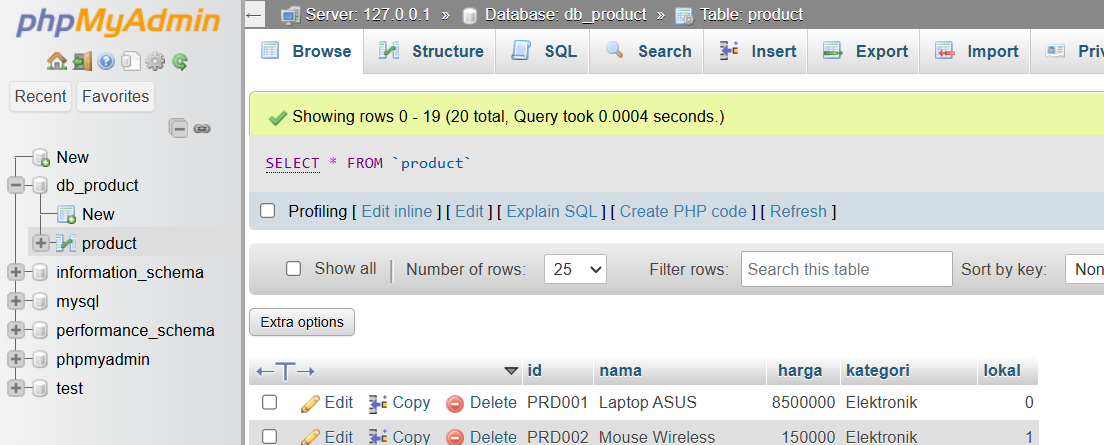 phpMyAdmin
Recent Favorites
New
db_product
New
product
information_schema
mysql
performance_schema
phpmyadmin
test
Server: 127.0.0.1 » Database: db_product » Table: product
Browse Structure SQL Search Insert Export Import Priv
Showing rows 0 - 19 (20 total, Query took 0.0004 seconds.)
SELECT * FROM `product`
Profiling [ Edit inline ] [ Edit ] [ Explain SQL ] [ Create PHP code ] [ Refresh ]
Show all Number of rows: 25 Filter rows: Search this table Sort by key: Non
Extra options
id nama harga kategori lokal
Edit Copy Delete PRD001 Laptop ASUS 8500000 Elektronik 0
Edit Copy Delete PRD002 Mouse Wireless 150000 Elektronik 1